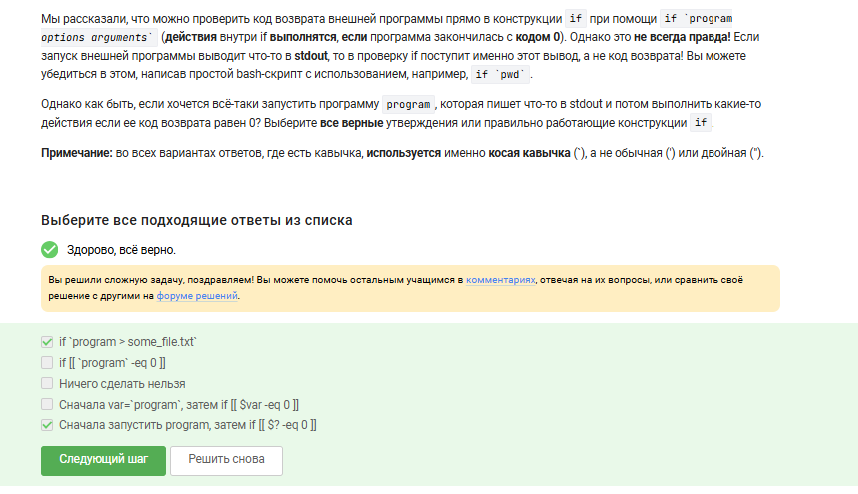 Мы рассказали, что можно проверить код возврата внешней программы прямо в конструкции if при помощи if `program
options arguments` (действия внутри if выполнятся, если программа закончилась с кодом 0). Однако это не всегда правда! Если
запуск внешней программы выводит что-то в stdout, то в проверку if поступит именно этот вывод, а не код возврата! Вы можете
убедиться в этом, написав простой bash-скрипт с использованием, например, if `pwd` .
Однако как быть, если хочется всё-таки запустить программу program , которая пишет что-то в stdout и потом выполнить какие-то
действия если ее код возврата равен 0? Выберите все верные утверждения или правильно работающие конструкции if
Примечание: во всех вариантах ответов, где есть кавычка, используется именно косая кавычка (`), а не обычная (') или двойная (").
Выберите все подходящие ответы из списка
Здорово, всё верно.
Вы решили сложную задачу, поздравляем! Вы можете помочь остальным учащимся в комментариях, отвечая на их вопросы, или сравнить своё
решение с другими на форуме решений.
if `program > some_file.txt`
if [[ `program` -eq 0 ]]
Ничего сделать нельзя
Сначала var=`program`, затем if [[ $var -eq 0 ]]
Сначала запустить program, затем if [[ $? -eq 0 ]]
Следующий шаг
Решить снова